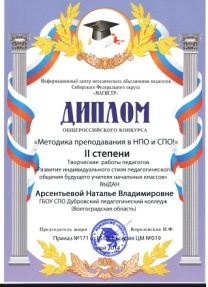 Информационный центр методического объединения педагогов
Сибирского Федерального округа
«МАГИСТР»
ДИПЛОМ
ОБЩЕРОССИЙСКОГО КОНКУРСА
«Методика преподавания в НПО и СПО!»
II степени
Творческие работы педагогов
«Развитие индивидуального стиля педагогического
общения будущего учителя начальных классов»
ВЫДАН
Арсентьевой Наталье Владимировне
ГБОУ СПО Дубровский педагогический колледж
(Волгоградская область)
Председатель жюри Королевская И.Ф.
Приказ №171 ЦМ №019